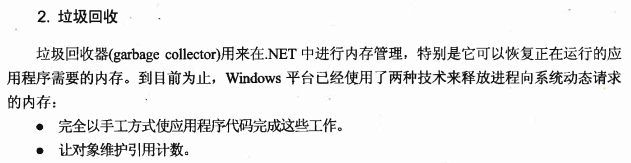 2. 垃圾回收
垃圾回收器(garbage collector)用来在.NET 中进行内存管理，特别是它可以恢复正在运行的应
用程序需要的内存。到目前为止，Windows 平台已经使用了两种技术来释放进程向系统动态请求
的内存：
● 完全以手工方式使应用程序代码完成这些工作。
● 让对象维护引用计数。